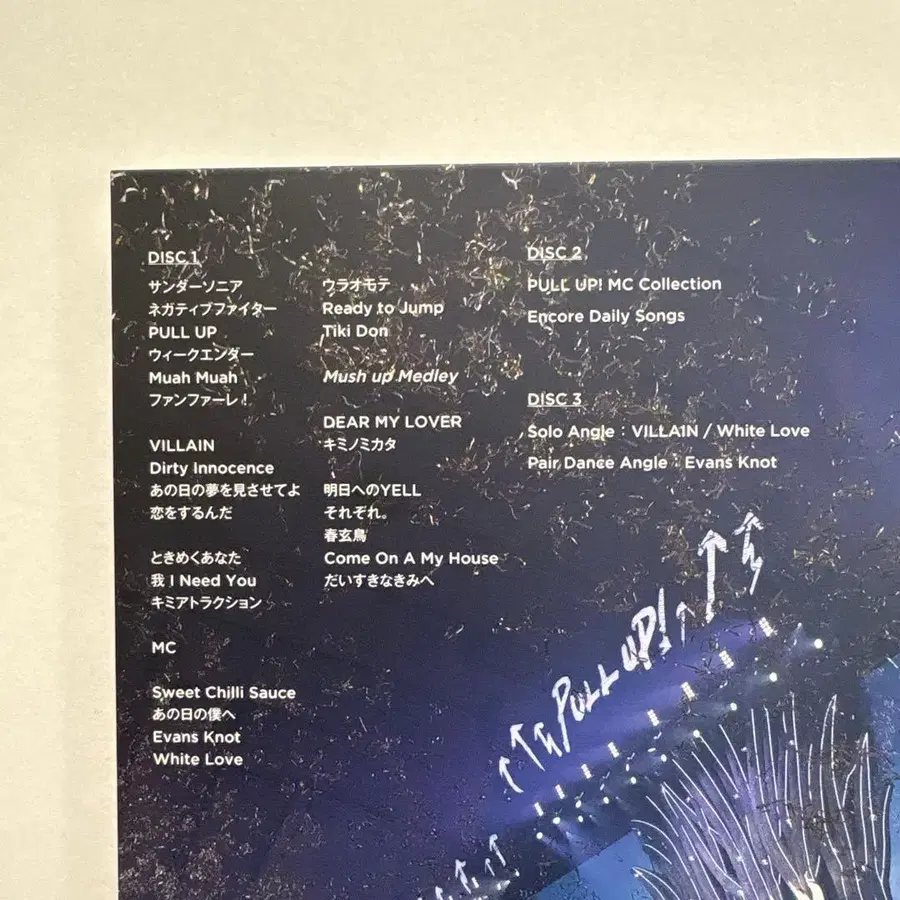 DISC 1
サンダーソニア
ネガティブファイター
PULL UP
ウィークエンダー
Muah Muah
ファンファーレ!
VILLAIN
Dirty Innocence
あの日の夢を見させてよ
恋をするんだ
ときめくあなた
我 I Need You
キミアトラクション
MC
Sweet Chilli Sauce
あの日の僕へ
Evans Knot
White Love
ウラオモテ
Ready to Jump
Tiki Don
Mush up Medley
DEAR MY LOVER
キミノミカタ
明日へのYELL
それぞれ。
春玄鳥
Come On A My House
だいすきなきみへ
DISC 2
PULL UP! MC Collection
Encore Daily Songs
DISC 3
Solo Angle : VILLAIN / White Love
Pair Dance Angle : Evans Knot
PULL UP!